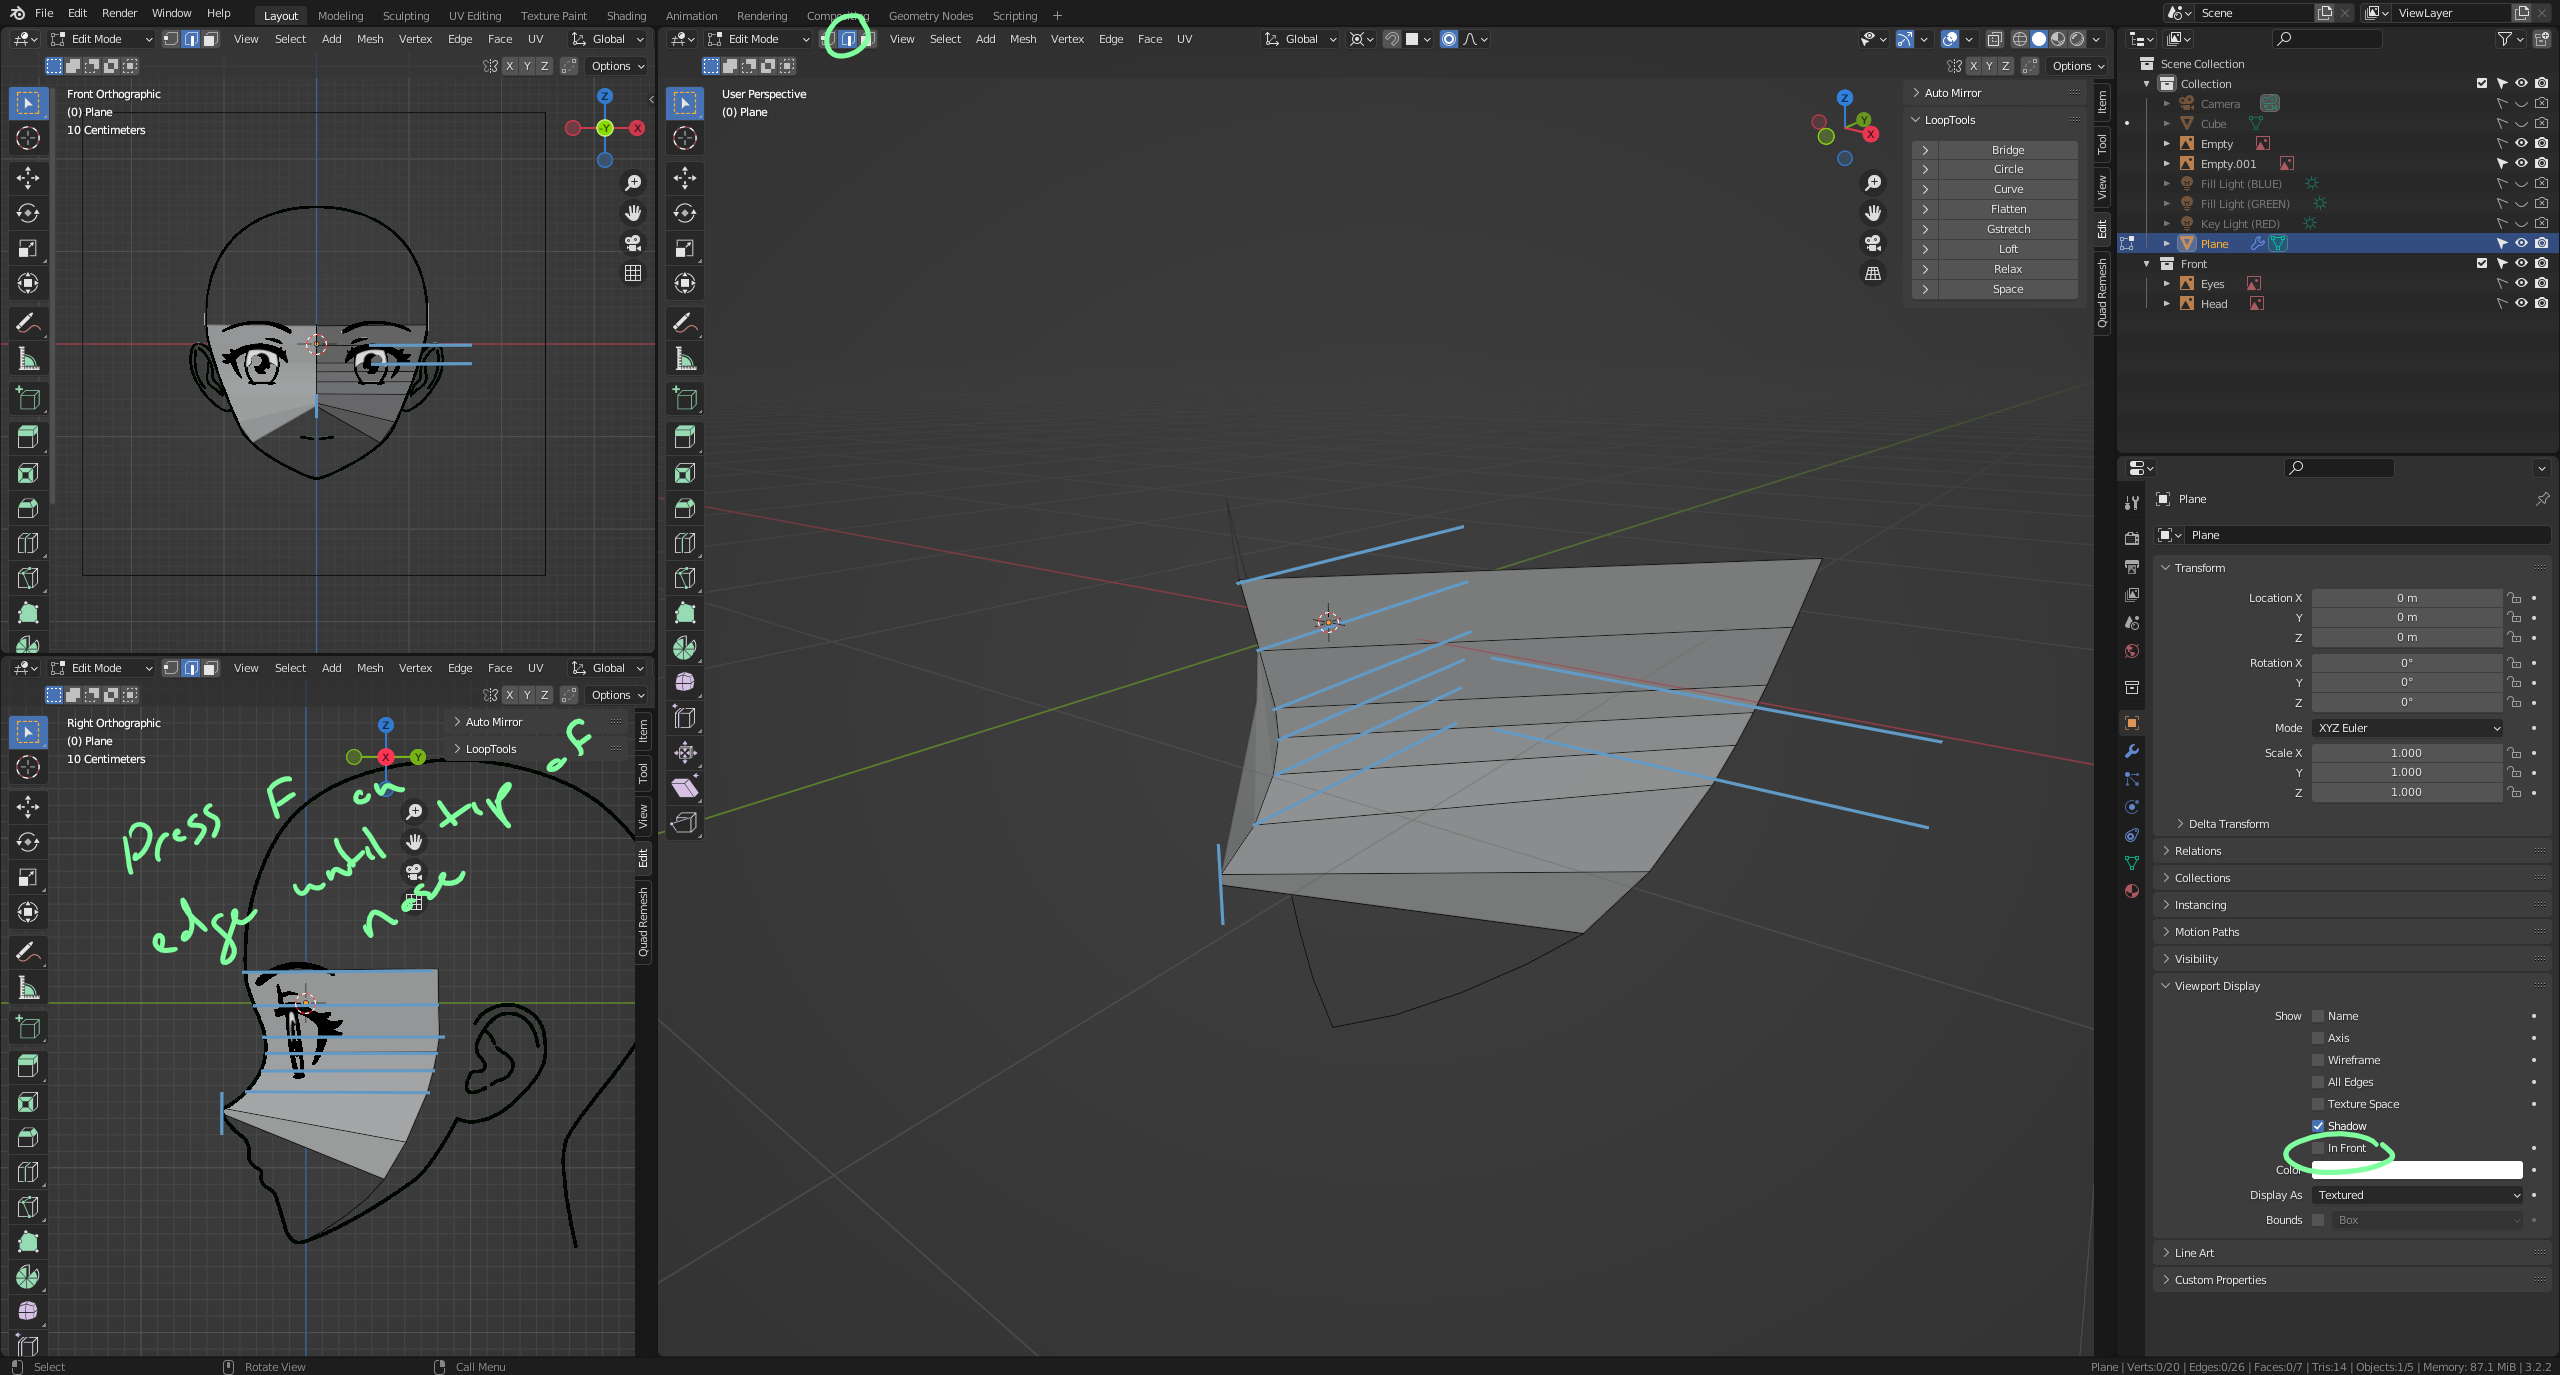 File Edit Render Window Help
Layout Modeling Sculpting UV Editing Texture Paint Shading Animation Rendering Compositing Geometry Nodes Scripting +
Scene
ViewLayer
Edit Mode View Select Add Mesh Vertex Edge Face UV Global
X Y Z Options
Front Orthographic
(0) Plane
10 Centimeters
Z
-Y
X
Edit Mode View Select Add Mesh Vertex Edge Face UV Global
X Y Z Options
User Perspective
(0) Plane
Z
Y
X
Auto Mirror
LoopTools
Bridge
Circle
Curve
Flatten
Gstretch
Loft
Relax
Space
Item
Tool
View
Edit
Quad Remesh
Edit Mode View Select Add Mesh Vertex Edge Face UV Global
X Y Z Options
Right Orthographic
(0) Plane
10 Centimeters
Z
X
Y
Auto Mirror
LoopTools
Item
Tool
View
Edit
Quad Remesh
Press F on tip of
edge until nose
Scene Collection
Collection
Camera
Cube
Empty
Empty.001
Fill Light (BLUE)
Fill Light (GREEN)
Key Light (RED)
Plane
Front
Eyes
Head
Plane
Plane
Transform
Location X 0 m
Y 0 m
Z 0 m
Rotation X 0°
Y 0°
Z 0°
Mode XYZ Euler
Scale X 1.000
Y 1.000
Z 1.000
Delta Transform
Relations
Collections
Instancing
Motion Paths
Visibility
Viewport Display
Show Name
Axis
Wireframe
All Edges
Texture Space
Shadow
In Front
Color
Display As Textured
Bounds Box
Line Art
Custom Properties
Select
Rotate View
Call Menu
Plane | Verts:0/20 | Edges:0/26 | Faces:0/7 | Tris:14 | Objects:1/5 | Memory: 87.1 MiB | 3.2.2